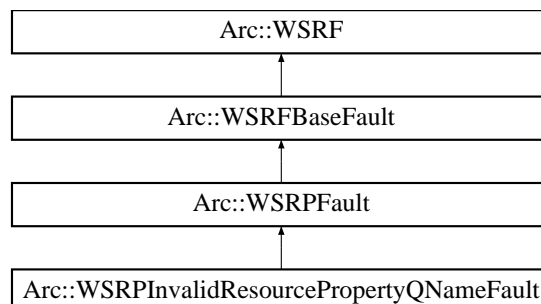 Arc::WSRF
Arc::WSRFBaseFault
Arc::WSRPFault
Arc::WSRPInvalidResourcePropertyQNameFault